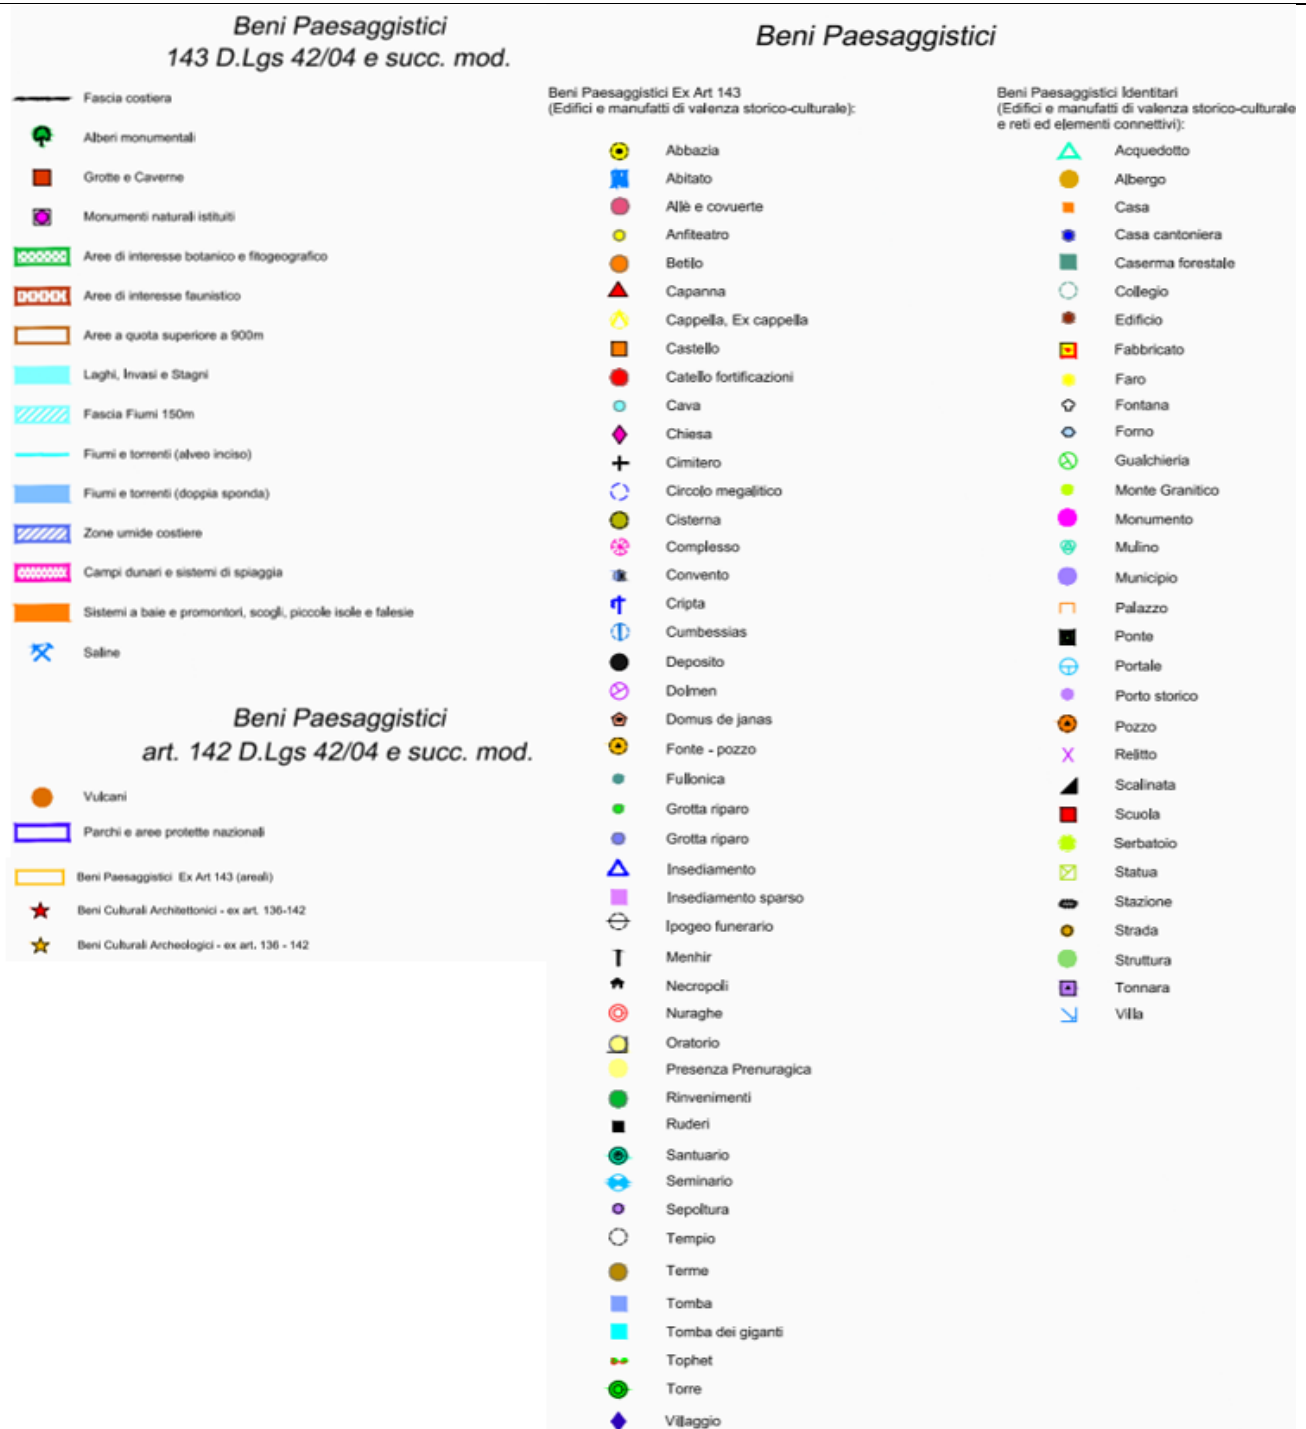 Beni Paesaggistici
143 D.Lgs 42/04 e succ. mod.
Fascia costiera
Alberi monumentali
Grotte e Caverne
Monumenti naturali istituiti
Aree di interesse botanico e fitogeografico
Aree di interesse faunistico
Aree a quota superiore a 900m
Laghi, Invasi e Stagni
Fascia Fiumi 150m
Fiumi e torrenti (alveo inciso)
Fiumi e torrenti (doppia sponda)
Zone umide costiere
Campi dunari e sistemi di spiaggia
Sistemi a baie e promontori, scogli, piccole isole e falesie
Saline
Beni Paesaggistici
art. 142 D.Lgs 42/04 e succ. mod.
Vulcani
Parchi e aree protette nazionali
Beni Paesaggistici Ex Art 143 (areali)
Beni Culturali Architettonici - ex art. 136-142
Beni Culturali Archeologici - ex art. 136 - 142
Beni Paesaggistici
Beni Paesaggistici Ex Art 143
(Edifici e manufatti di valenza storico-culturale):
Abbazia
Abitato
Allè e covuerte
Anfiteatro
Betilo
Capanna
Cappella, Ex cappella
Castello
Catello fortificazioni
Cava
Chiesa
Cimitero
Circolo megalitico
Cisterna
Complesso
Convento
Cripta
Cumbessias
Deposito
Dolmen
Domus de janas
Fonte - pozzo
Fullonica
Grotta riparo
Grotta riparo
Insediamento
Insediamento sparso
Ipogeo funerario
Menhir
Necropoli
Nuraghe
Oratorio
Presenza Prenuragica
Rinvenimenti
Ruderi
Santuario
Seminario
Sepoltura
Tempio
Terme
Tomba
Tomba dei giganti
Tophet
Torre
Villaggio
Beni Paesaggistici Identitari
(Edifici e manufatti di valenza storico-culturale
e reti ed elementi connettivi):
Acquedotto
Albergo
Casa
Casa cantoniera
Caserma forestale
Collegio
Edificio
Fabbricato
Faro
Fontana
Forno
Gualchieria
Monte Granitico
Monumento
Mulino
Municipio
Palazzo
Ponte
Portale
Porto storico
Pozzo
Relitto
Scalinata
Scuola
Serbatoio
Statua
Stazione
Strada
Struttura
Tonnara
Villa